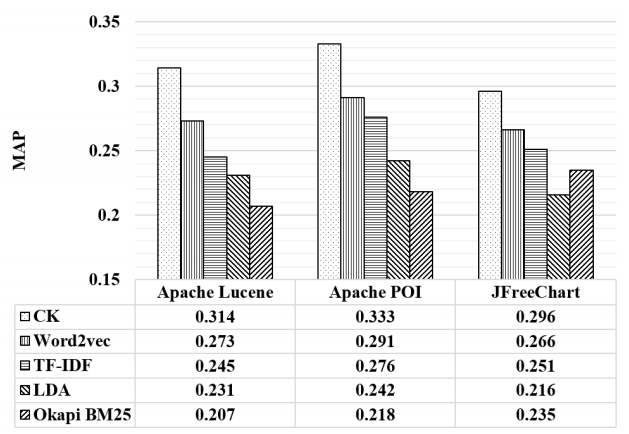 0.35
0.3
0.25
0.2
0.15
MAP
Apache Lucene Apache POI JFreeChart
CK 0.314 0.333 0.296
Word2vec 0.273 0.291 0.266
TF-IDF 0.245 0.276 0.251
LDA 0.231 0.242 0.216
Okapi BM25 0.207 0.218 0.235